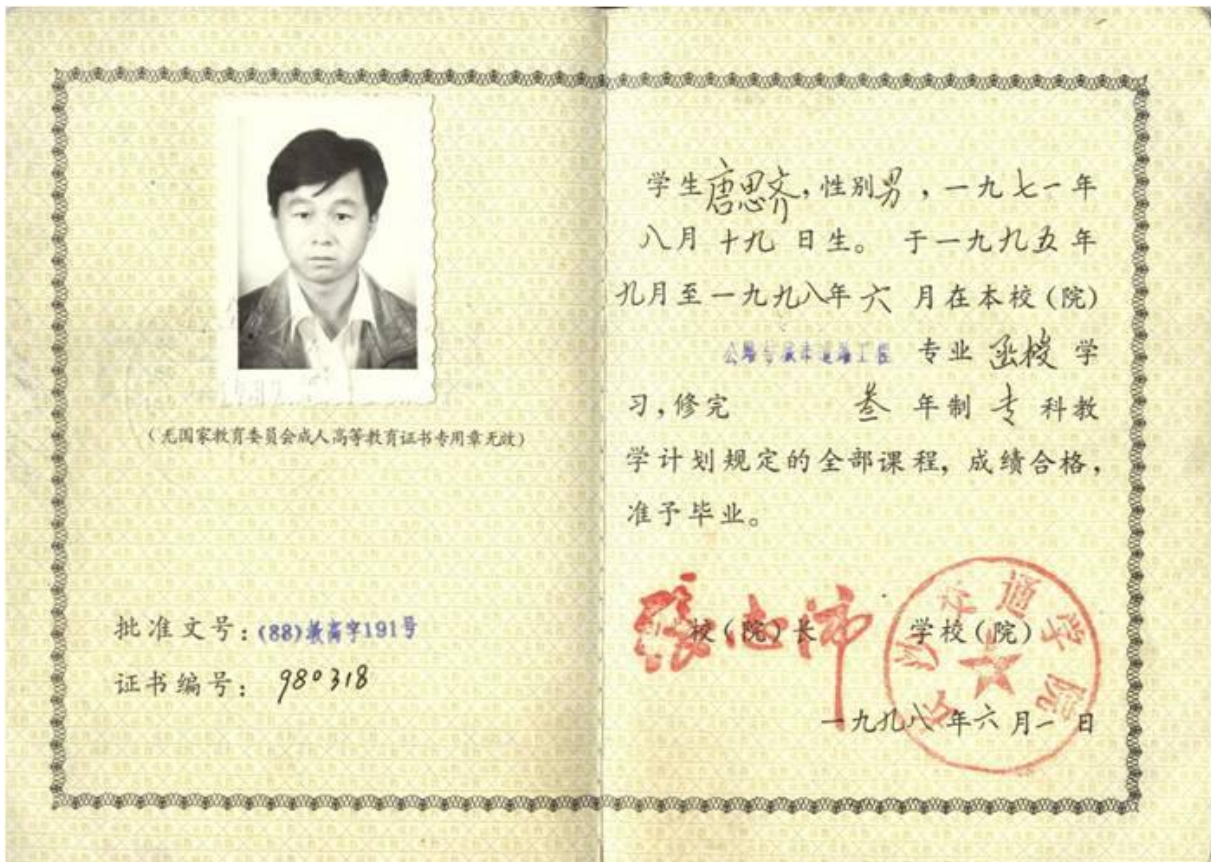 (无国家教育委员会成人高等教育证书专用章无效)
批准文号：(88)教高字191号
证书编号：980318
学生唐思齐，性别男，一九七一年
八月十九日生。于一九九五年
九月至一九九八年六月在本校(院)
公路与城市道路工程 专业函授学
习，修完 叁年制专科教
学计划规定的全部课程，成绩合格，
准予毕业。
校(院)长 学校(院)
长沙交通学院
一九九八年六月一日